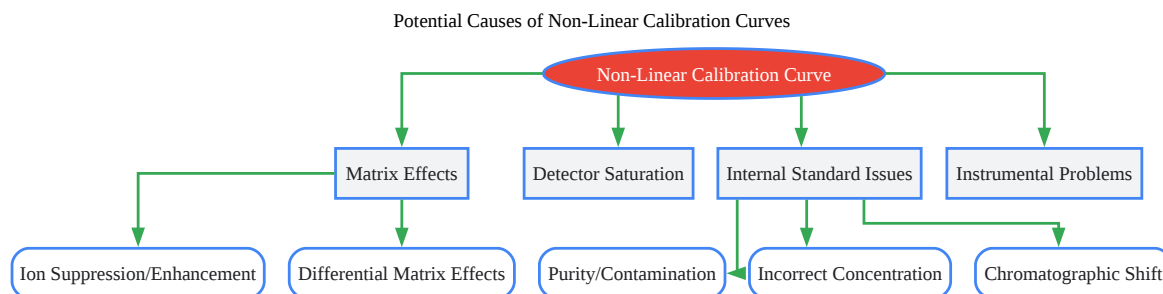 Potential Causes of Non-Linear Calibration Curves
Non-Linear Calibration Curve
Matrix Effects
Detector Saturation
Internal Standard Issues
Instrumental Problems
Ion Suppression/Enhancement
Differential Matrix Effects
Purity/Contamination
Incorrect Concentration
Chromatographic Shift